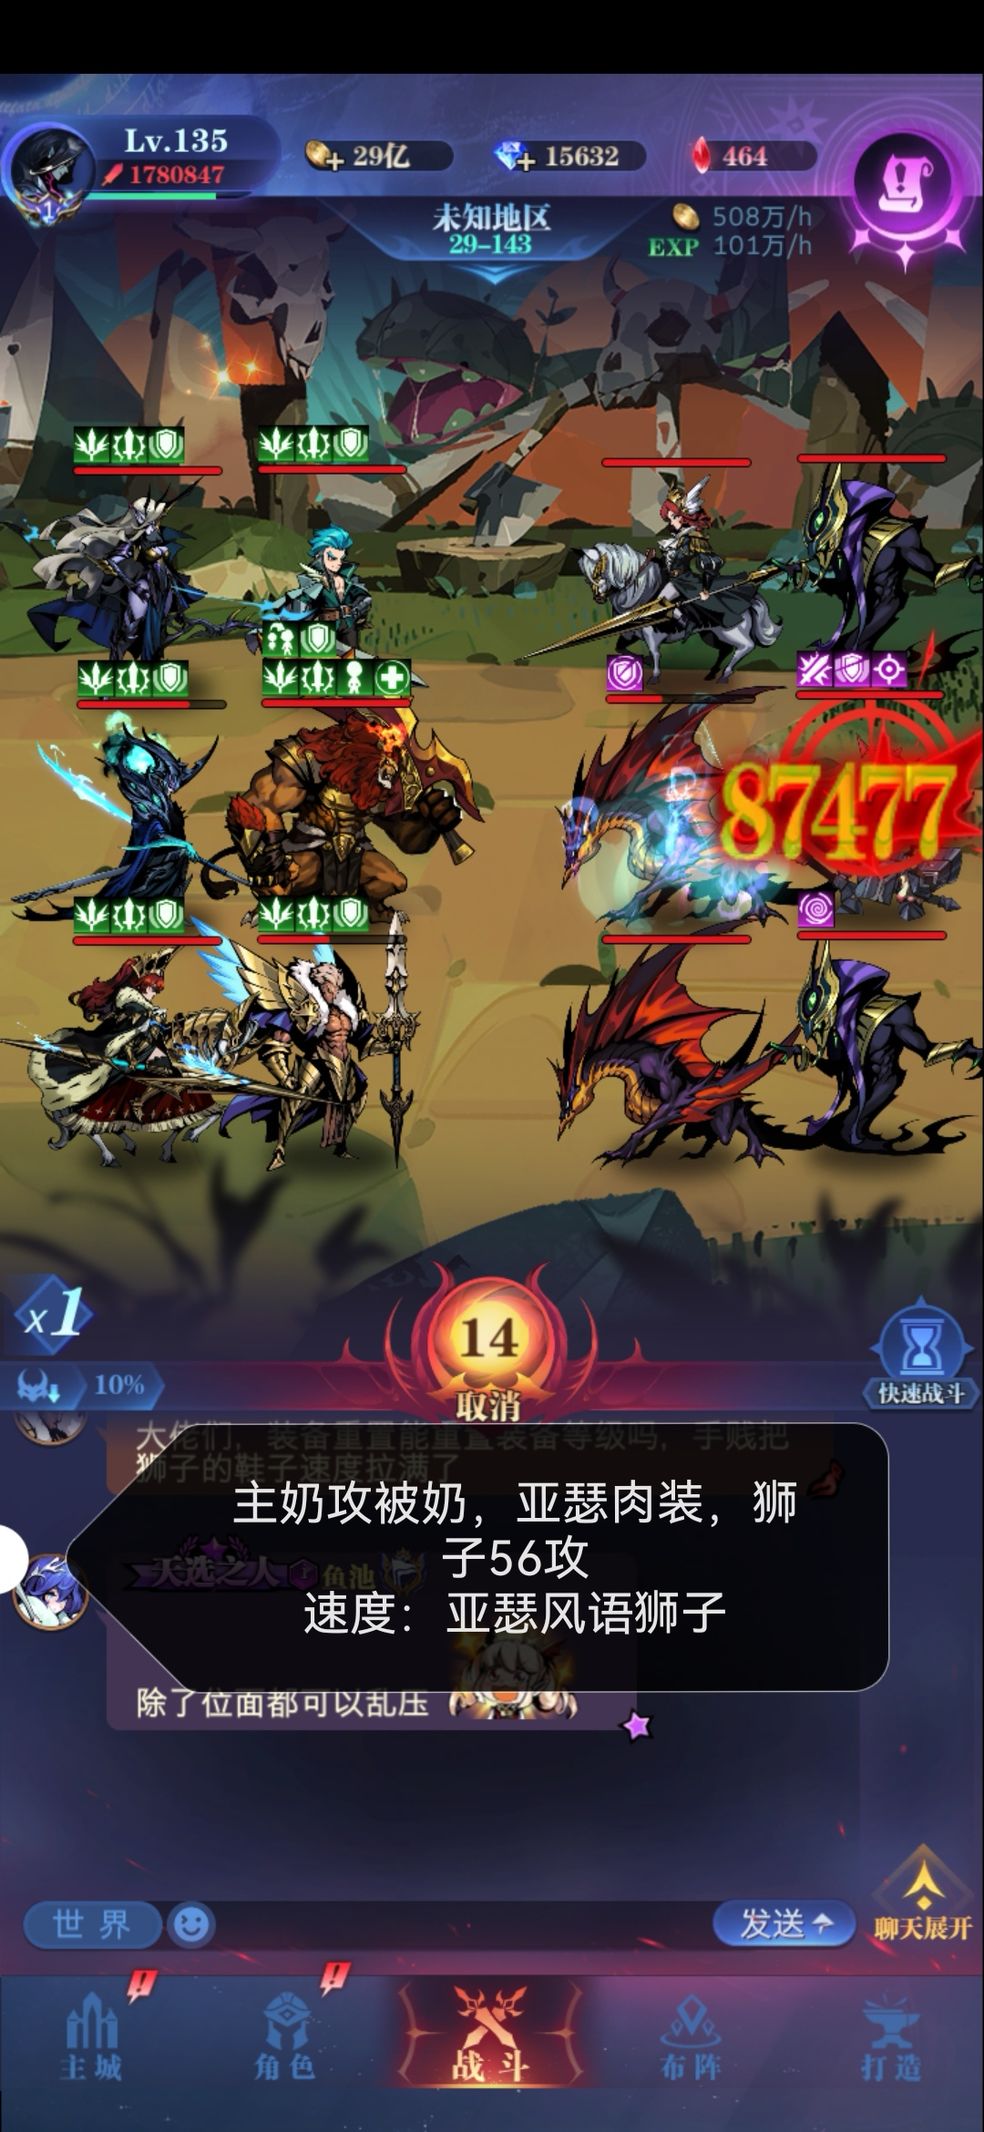 Lv.135
1780847
1
29亿
15632
464
未知地区
29-143
508万/h
EXP 101万/h
87477
x1
10%
14
取消
快速战斗
大佬们，装备重置能重置装备等级吗，手贱把
狮子的鞋子速度拉满了
主奶攻被奶，亚瑟肉装，狮
子56攻
速度：亚瑟风语狮子
天选之人 鱼池
除了位面都可以乱压
世界
发送
聊天展开
主城
角色
战斗
布阵
打造